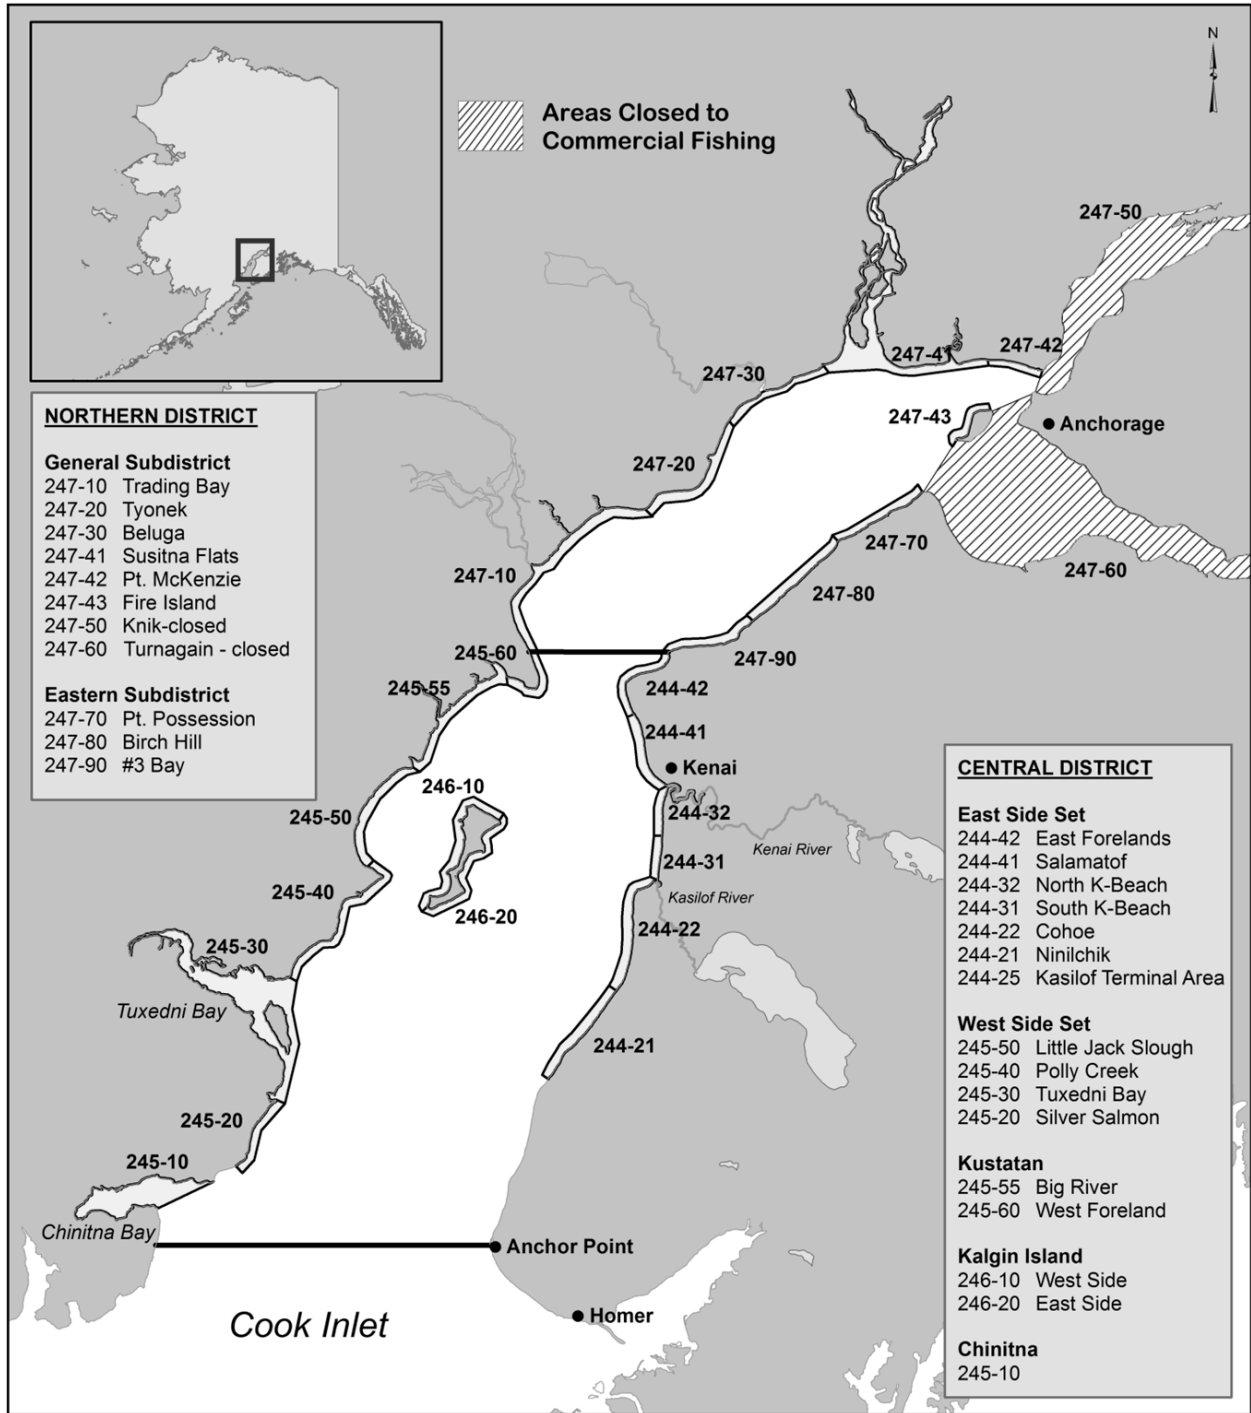 N
Areas Closed to
Commercial Fishing
247-50
247-41
247-42
247-30
247-43
Anchorage
247-20
247-70
247-60
247-10
247-80
245-60
247-90
245-55
244-42
244-41
Kenai
246-10
245-50
244-32
Kenai River
244-31
245-40
Kasilof River
246-20
244-22
245-30
Tuxedni Bay
244-21
245-20
245-10
Chinitna Bay
Anchor Point
Homer
Cook Inlet
NORTHERN DISTRICT
General Subdistrict
247-10 Trading Bay
247-20 Tyonek
247-30 Beluga
247-41 Susitna Flats
247-42 Pt. McKenzie
247-43 Fire Island
247-50 Knik-closed
247-60 Turnagain - closed
Eastern Subdistrict
247-70 Pt. Possession
247-80 Birch Hill
247-90 #3 Bay
CENTRAL DISTRICT
East Side Set
244-42 East Forelands
244-41 Salamatof
244-32 North K-Beach
244-31 South K-Beach
244-22 Cohoe
244-21 Ninilchik
244-25 Kasilof Terminal Area
West Side Set
245-50 Little Jack Slough
245-40 Polly Creek
245-30 Tuxedni Bay
245-20 Silver Salmon
Kustatan
245-55 Big River
245-60 West Foreland
Kalgin Island
246-10 West Side
246-20 East Side
Chinitna
245-10